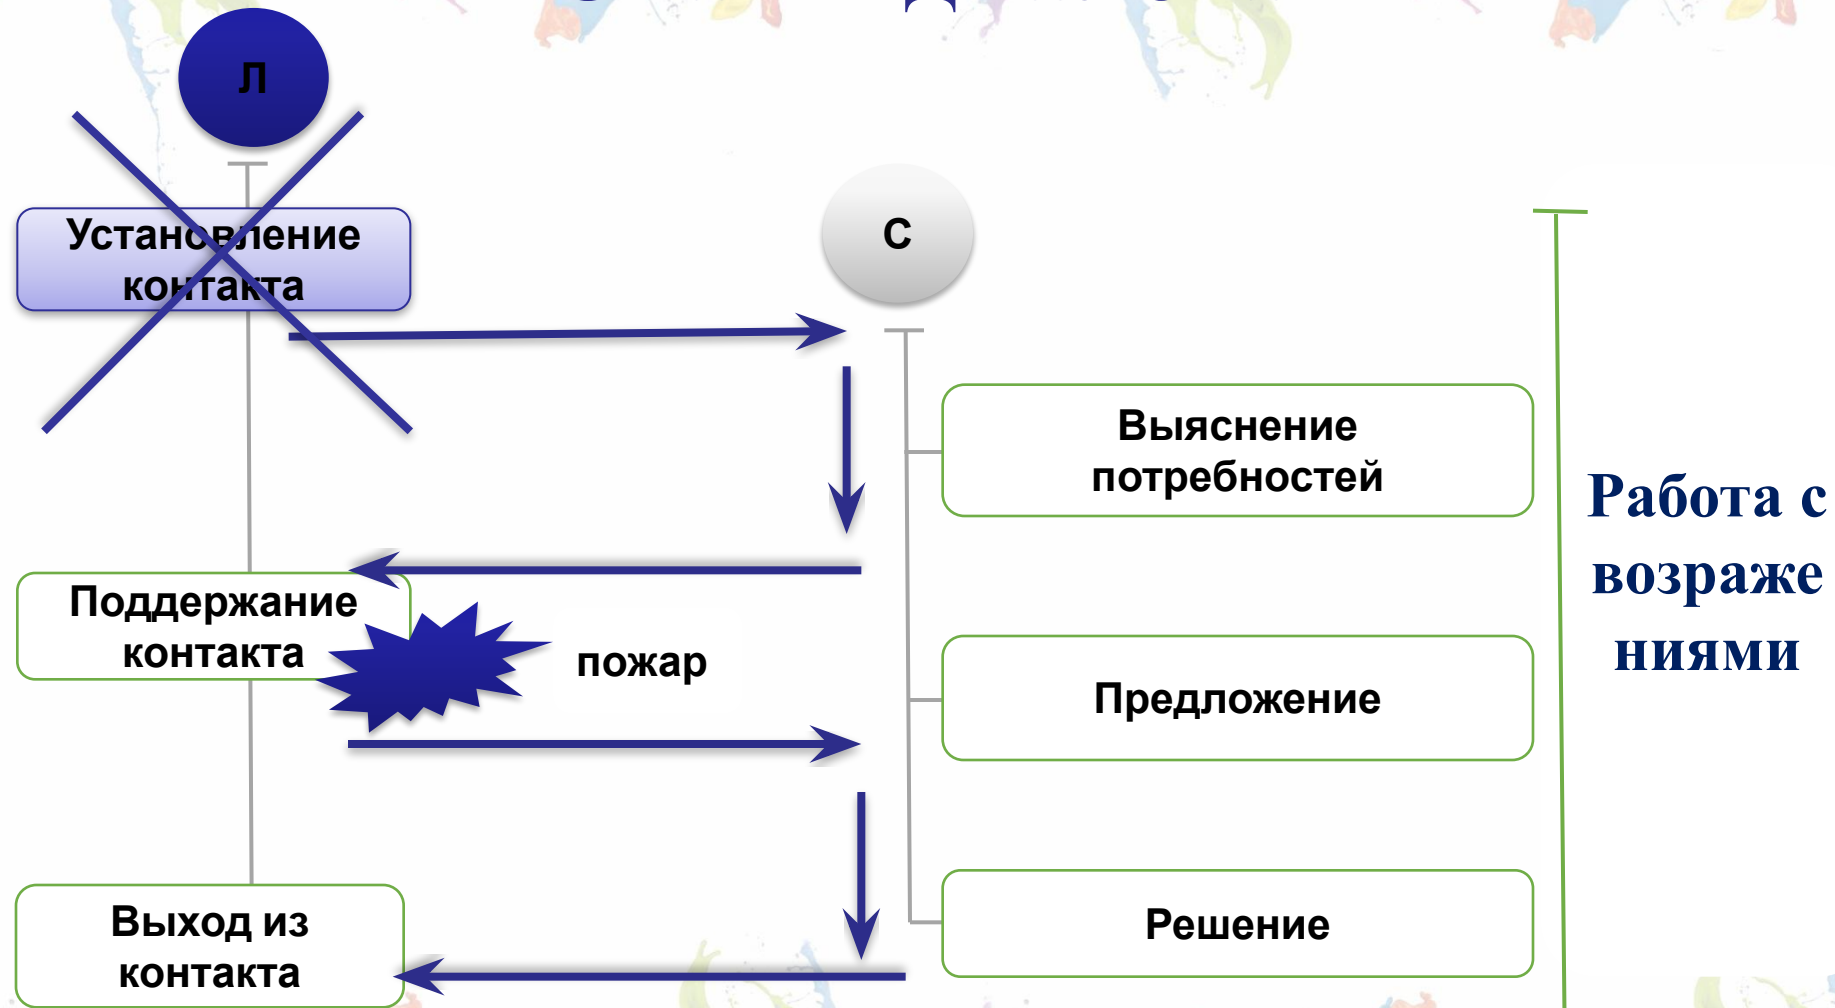 Л
Установление
контакта
С
Выяснение
потребностей
Поддержание
контакта
пожар
Предложение
Выход из
контакта
Решение
Работа с
возраже
ниями